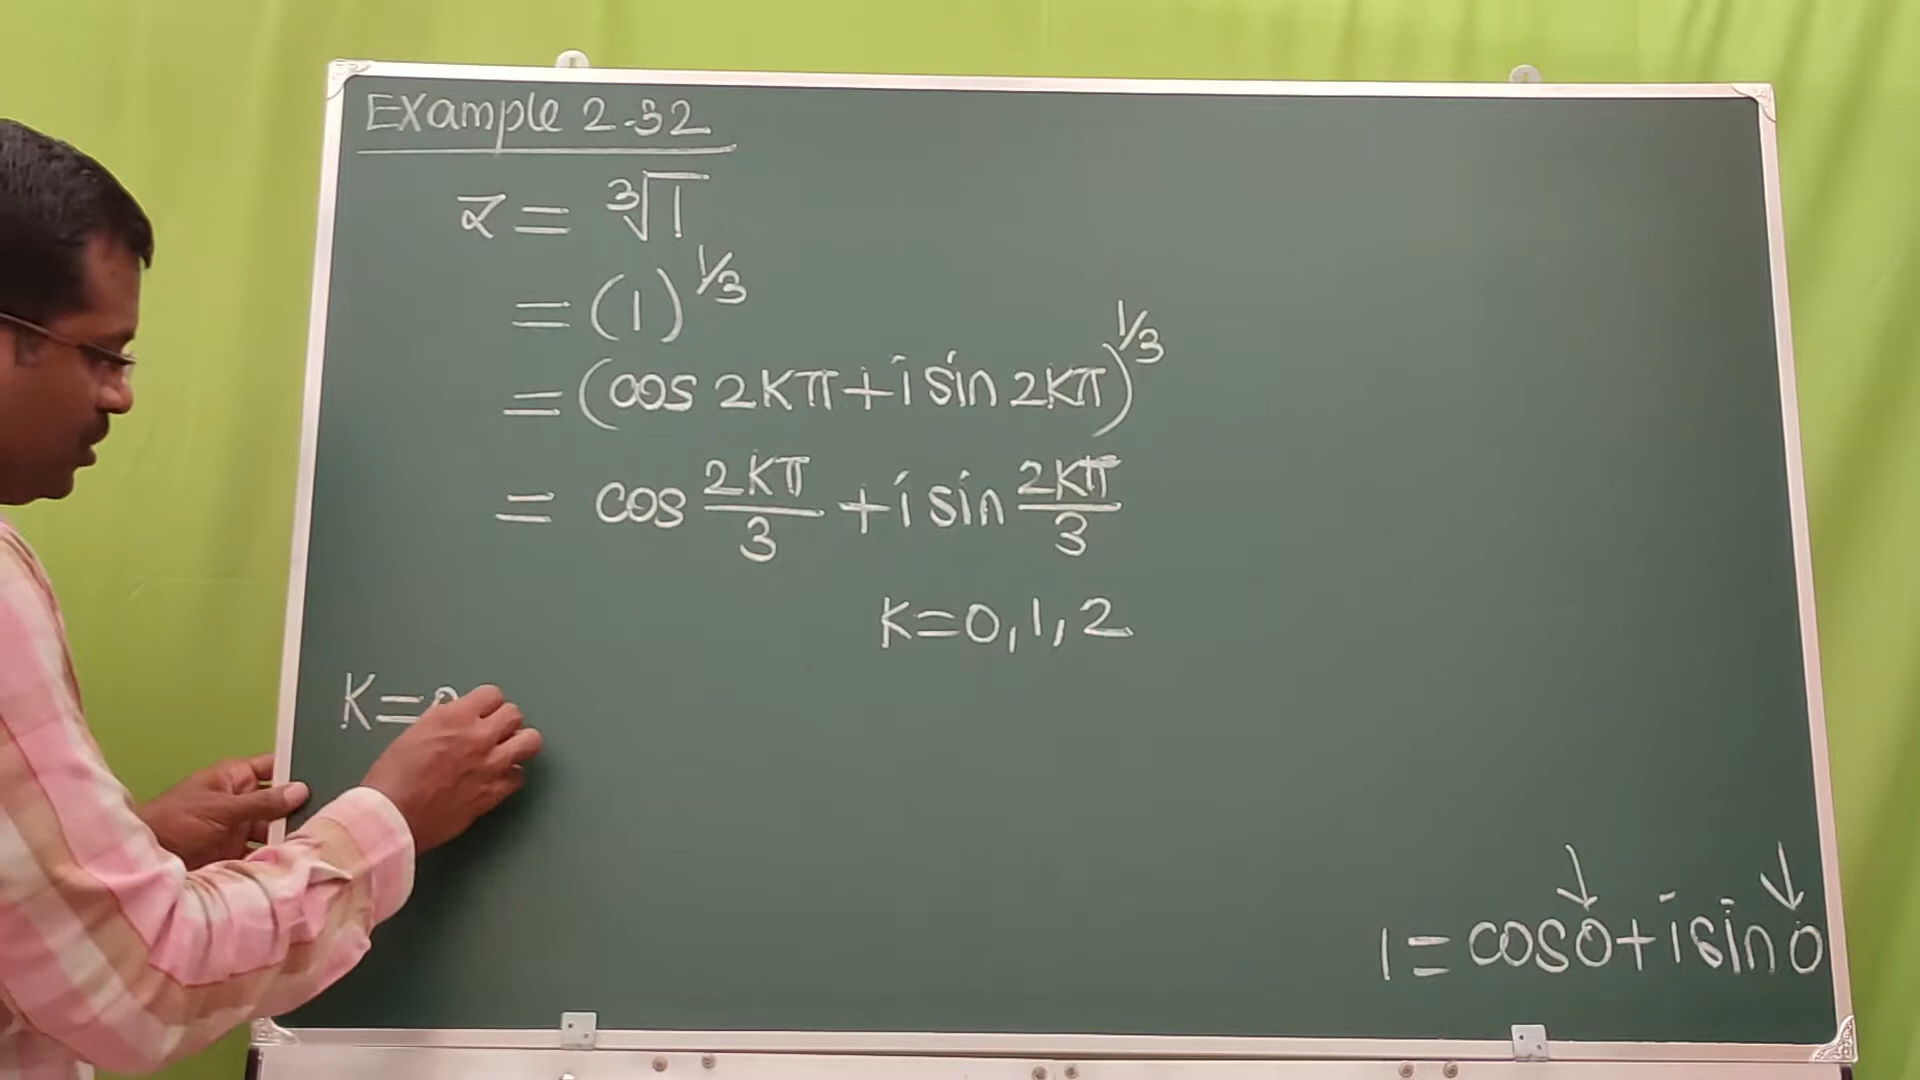 Example 2.32
z = ∛1
= (1)^1/3
= (cos 2kπ + i sin 2kπ)^1/3
= cos 2kπ/3 + i sin 2kπ/3
k = 0, 1, 2
k = 0
1 = cos 0 + i sin 0